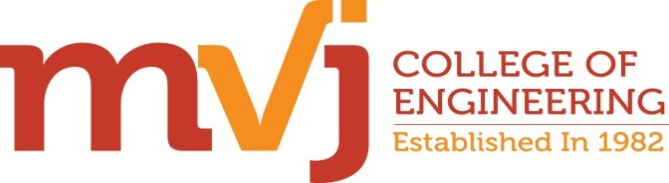 mvj
COLLEGE OF
ENGINEERING
Established In 1982